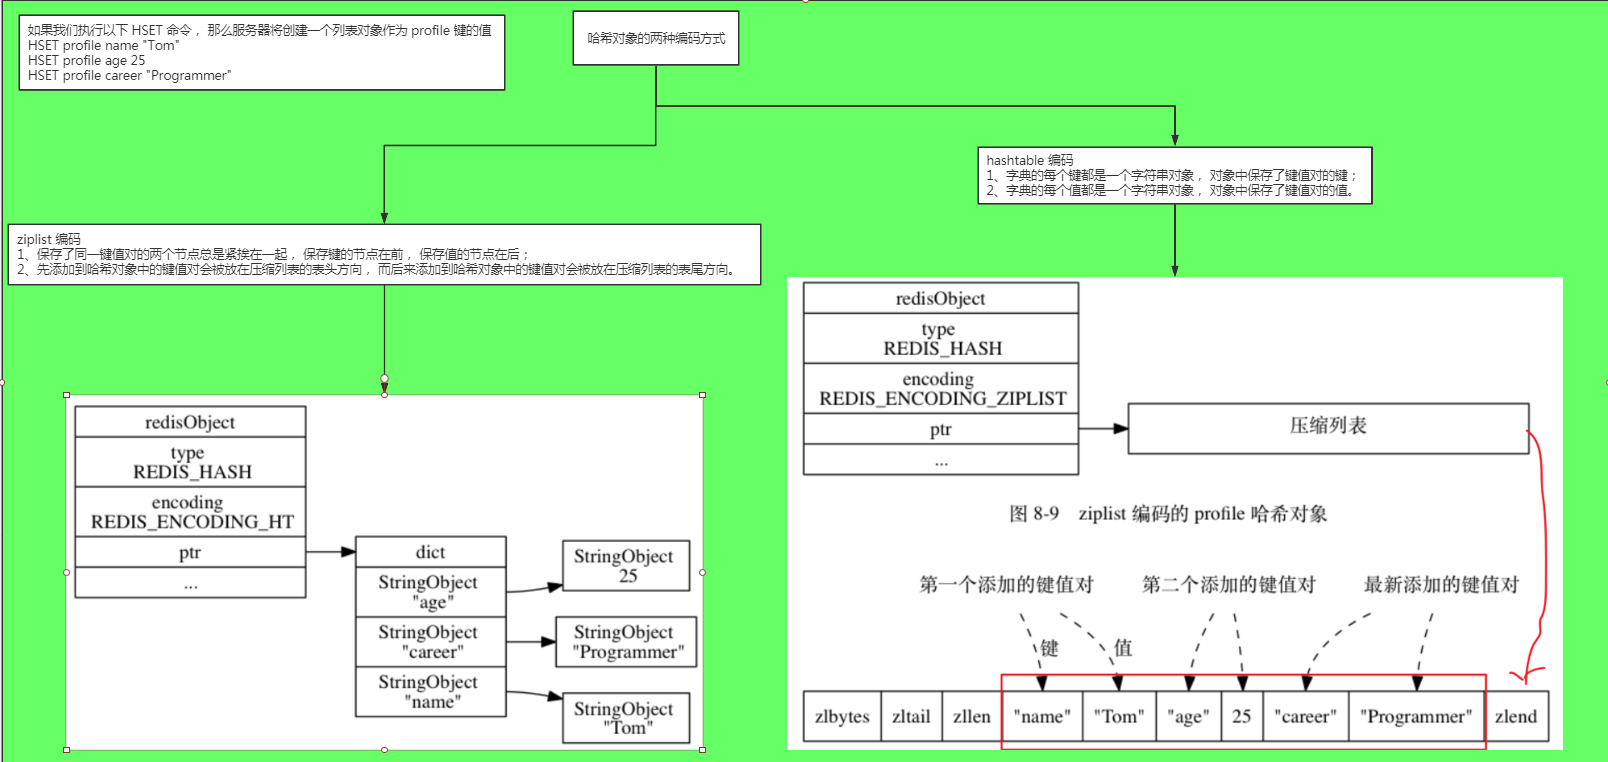 如果我们执行以下 HSET 命令， 那么服务器将创建一个列表对象作为 profile 键的值
HSET profile name "Tom"
HSET profile age 25
HSET profile career "Programmer"
哈希对象的两种编码方式
hashtable 编码
1、字典的每个键都是一个字符串对象， 对象中保存了键值对的键；
2、字典的每个值都是一个字符串对象， 对象中保存了键值对的值。
ziplist 编码
1、保存了同一键值对的两个节点总是紧挨在一起， 保存键的节点在前， 保存值的节点在后；
2、先添加到哈希对象中的键值对会被放在压缩列表的表头方向， 而后来添加到哈希对象中的键值对会被放在压缩列表的表尾方向。
redisObject
type
REDIS_HASH
encoding
REDIS_ENCODING_HT
ptr
...
dict
StringObject
"age"
StringObject
"career"
StringObject
"name"
StringObject
25
StringObject
"Programmer"
StringObject
"Tom"
redisObject
type
REDIS_HASH
encoding
REDIS_ENCODING_ZIPLIST
ptr
...
压缩列表
图 8-9 ziplist 编码的 profile 哈希对象
第一个添加的键值对 第二个添加的键值对 最新添加的键值对
键 值
zlbytes zltail zllen "name" "Tom" "age" 25 "career" "Programmer" zlend